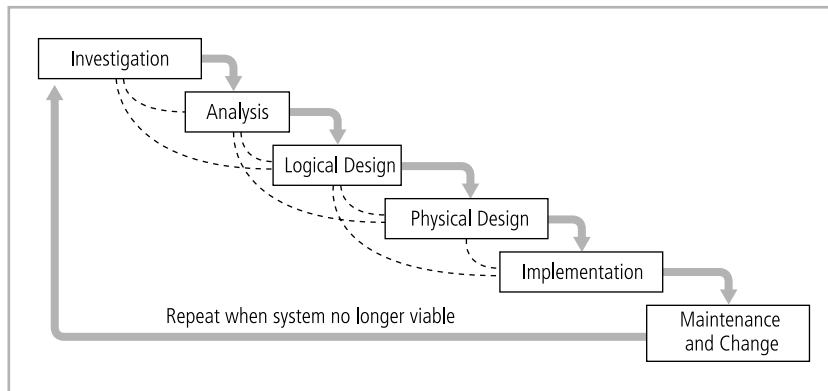 Investigation
Analysis
Logical Design
Physical Design
Implementation
Repeat when system no longer viable
Maintenance
and Change